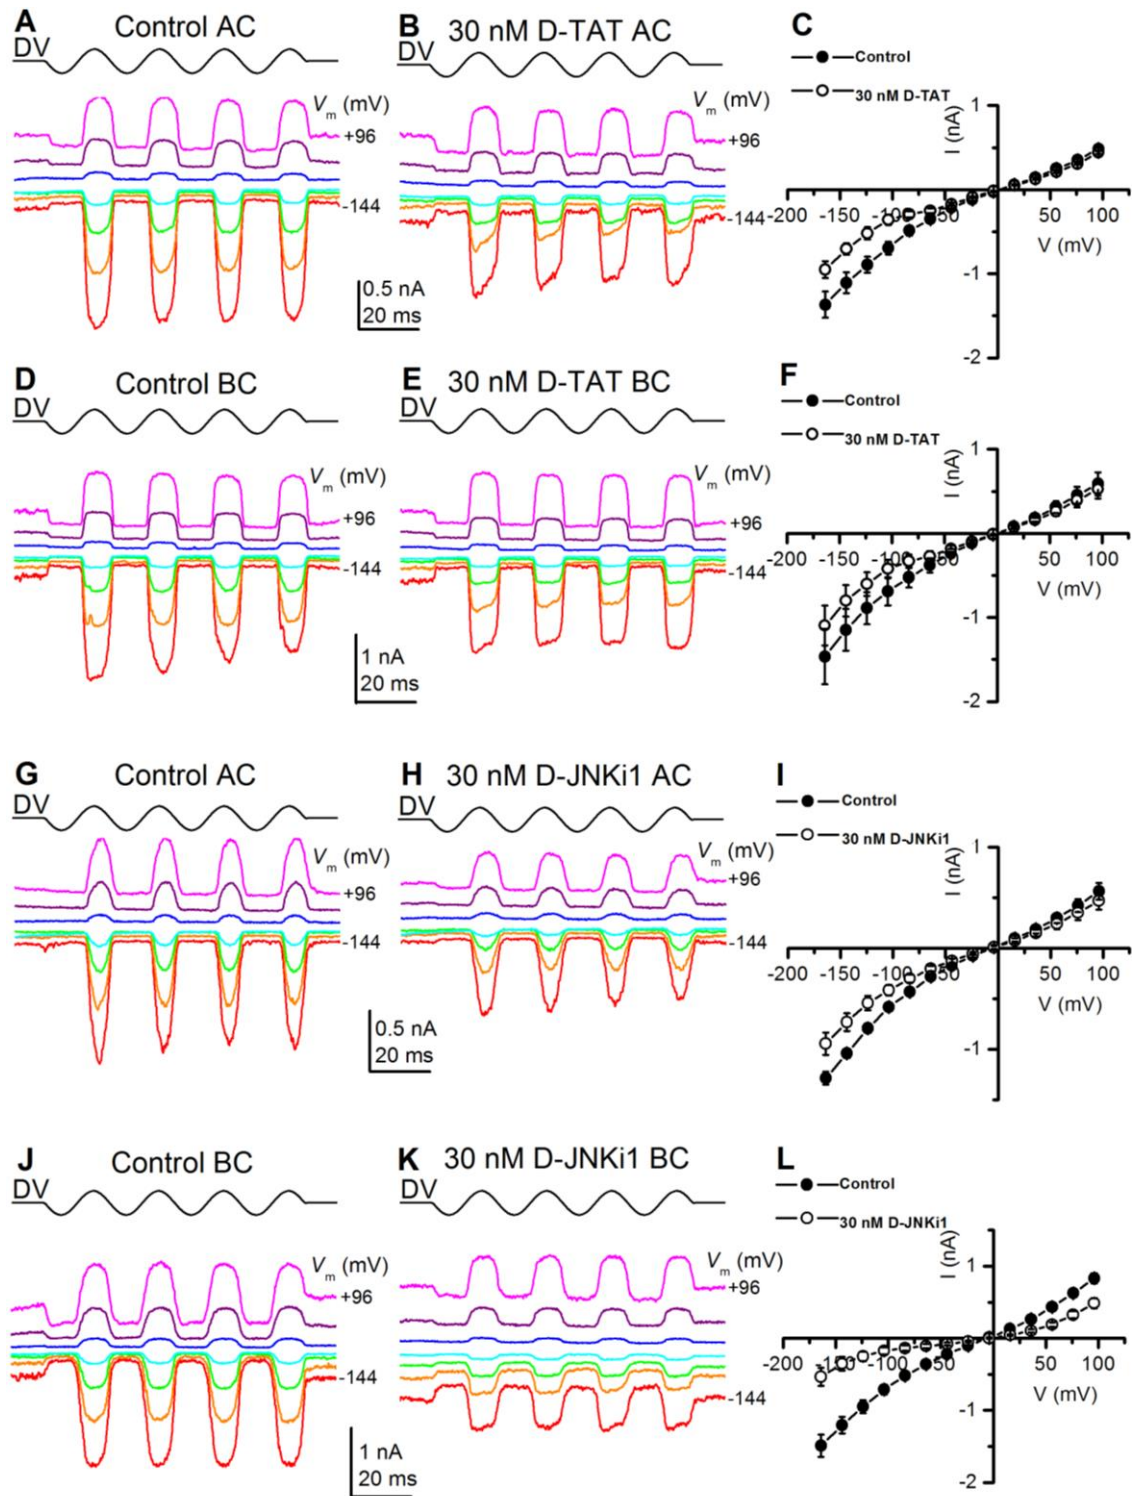 A Control AC
DV
Vm (mV)
+96
-144
0.5 nA
20 ms
B 30 nM D-TAT AC
DV
Vm (mV)
+96
-144
C
Control
30 nM D-TAT
I (nA)
1
-200 -150 -100 -50 50 100
V (mV)
-1
-2
D Control BC
DV
Vm (mV)
+96
-144
1 nA
20 ms
E 30 nM D-TAT BC
DV
Vm (mV)
+96
-144
F
Control
30 nM D-TAT
I (nA)
1
-200 -150 -100 -50 50 100
V (mV)
-1
-2
G Control AC
DV
Vm (mV)
+96
-144
0.5 nA
20 ms
H 30 nM D-JNKi1 AC
DV
Vm (mV)
+96
-144
I
Control
30 nM D-JNKi1
I (nA)
1
-200 -150 -100 -50 50 100
V (mV)
-1
J Control BC
DV
Vm (mV)
+96
-144
1 nA
20 ms
K 30 nM D-JNKi1 BC
DV
Vm (mV)
+96
-144
L
Control
30 nM D-JNKi1
I (nA)
1
-200 -150 -100 -50 50 100
V (mV)
-1
-2